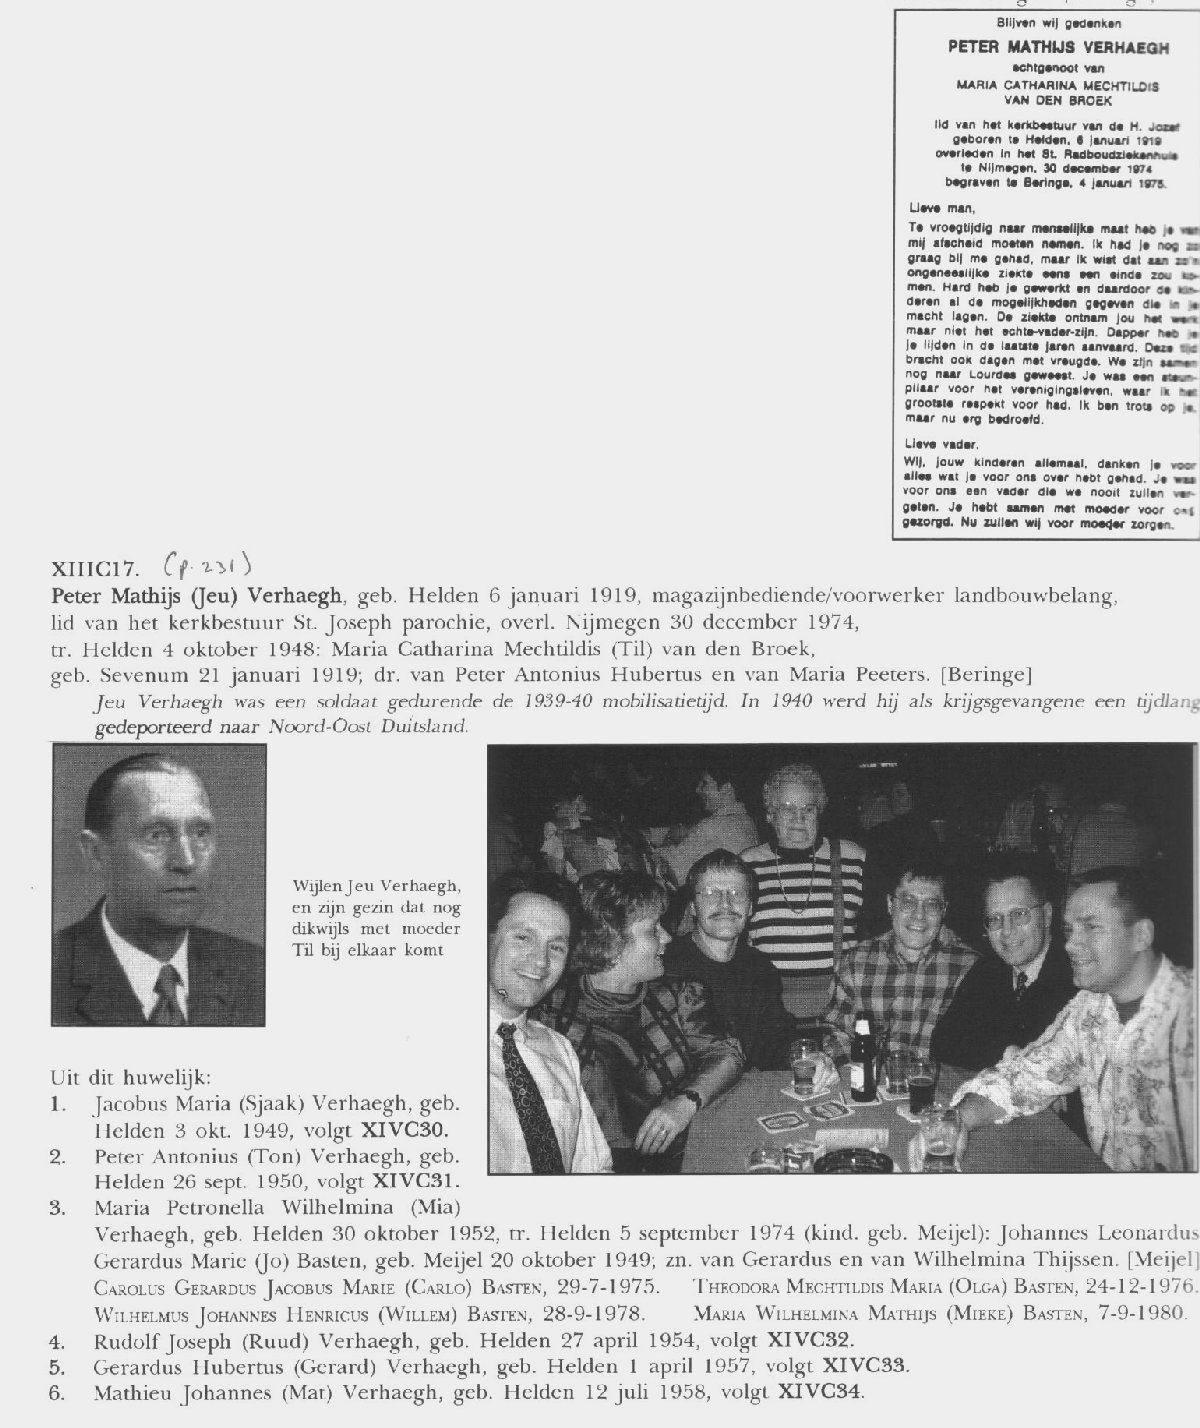 Blijven wij gedenken
PETER MATHIJS VERHAEGH
echtgenoot van
MARIA CATHARINA MECHTILDIS
VAN DEN BROEK
lid van het kerkbestuur van de H. Jozef
geboren te Helden, 6 januari 1919
overleden in het St. Radboudziekenhuis
te Nijmegen, 30 december 1974
begraven te Beringe, 4 januari 1975.
Lieve man,
Te vroegtijdig naar menselijke maat heb je van
mij afscheid moeten nemen. Ik had je nog zo
graag bij me gehad, maar ik wist dat aan zo'n
ongeneeslijke ziekte eens een einde zou ko-
men. Hard heb je gewerkt en daardoor de kin-
deren al de mogelijkheden gegeven die in je
macht lagen. De ziekte ontnam jou het werk
maar niet het echte-vader-zijn. Dapper heb je
je lijden in de laatste jaren aanvaard. Deze tijd
bracht ook dagen met vreugde. We zijn samen
nog naar Lourdes geweest. Je was een steun-
pilaar voor het verenigingsleven, waar ik het
grootste respekt voor had. Ik ben trots op je,
maar nu erg bedroefd.
Lieve vader,
Wij, jouw kinderen allemaal, danken je voor
alles wat je voor ons over hebt gehad. Je was
voor ons een vader die we nooit zullen ver-
geten. Je hebt samen met moeder voor ons
gezorgd. Nu zullen wij voor moeder zorgen.
XIIIC17. (p. 231)
Peter Mathijs (Jeu) Verhaegh, geb. Helden 6 januari 1919, magazijnbediende/voorwerker landbouwbelang,
lid van het kerkbestuur St. Joseph parochie, overl. Nijmegen 30 december 1974,
tr. Helden 4 oktober 1948: Maria Catharina Mechtildis (Til) van den Broek,
geb. Sevenum 21 januari 1919; dr. van Peter Antonius Hubertus en van Maria Peeters. [Beringe]
Jeu Verhaegh was een soldaat gedurende de 1939-40 mobilisatietijd. In 1940 werd hij als krijgsgevangene een tijdlang
gedeporteerd naar Noord-Oost Duitsland.
Wijlen Jeu Verhaegh,
en zijn gezin dat nog
dikwijls met moeder
Til bij elkaar komt
Uit dit huwelijk:
1. Jacobus Maria (Sjaak) Verhaegh, geb.
Helden 3 okt. 1949, volgt XIVC30.
2. Peter Antonius (Ton) Verhaegh, geb.
Helden 26 sept. 1950, volgt XIVC31.
3. Maria Petronella Wilhelmina (Mia)
Verhaegh, geb. Helden 30 oktober 1952, tr. Helden 5 september 1974 (kind. geb. Meijel): Johannes Leonardus
Gerardus Marie (Jo) Basten, geb. Meijel 20 oktober 1949; zn. van Gerardus en van Wilhelmina Thijssen. [Meijel]
CAROLUS GERARDUS JACOBUS MARIE (CARLO) BASTEN, 29-7-1975. THEODORA MECHTILDIS MARIA (OLGA) BASTEN, 24-12-1976.
WILHELMUS JOHANNES HENRICUS (WILLEM) BASTEN, 28-9-1978. MARIA WILHELMINA MATHIJS (MIEKE) BASTEN, 7-9-1980.
4. Rudolf Joseph (Ruud) Verhaegh, geb. Helden 27 april 1954, volgt XIVC32.
5. Gerardus Hubertus (Gerard) Verhaegh, geb. Helden 1 april 1957, volgt XIVC33.
6. Mathieu Johannes (Mat) Verhaegh, geb. Helden 12 juli 1958, volgt XIVC34.